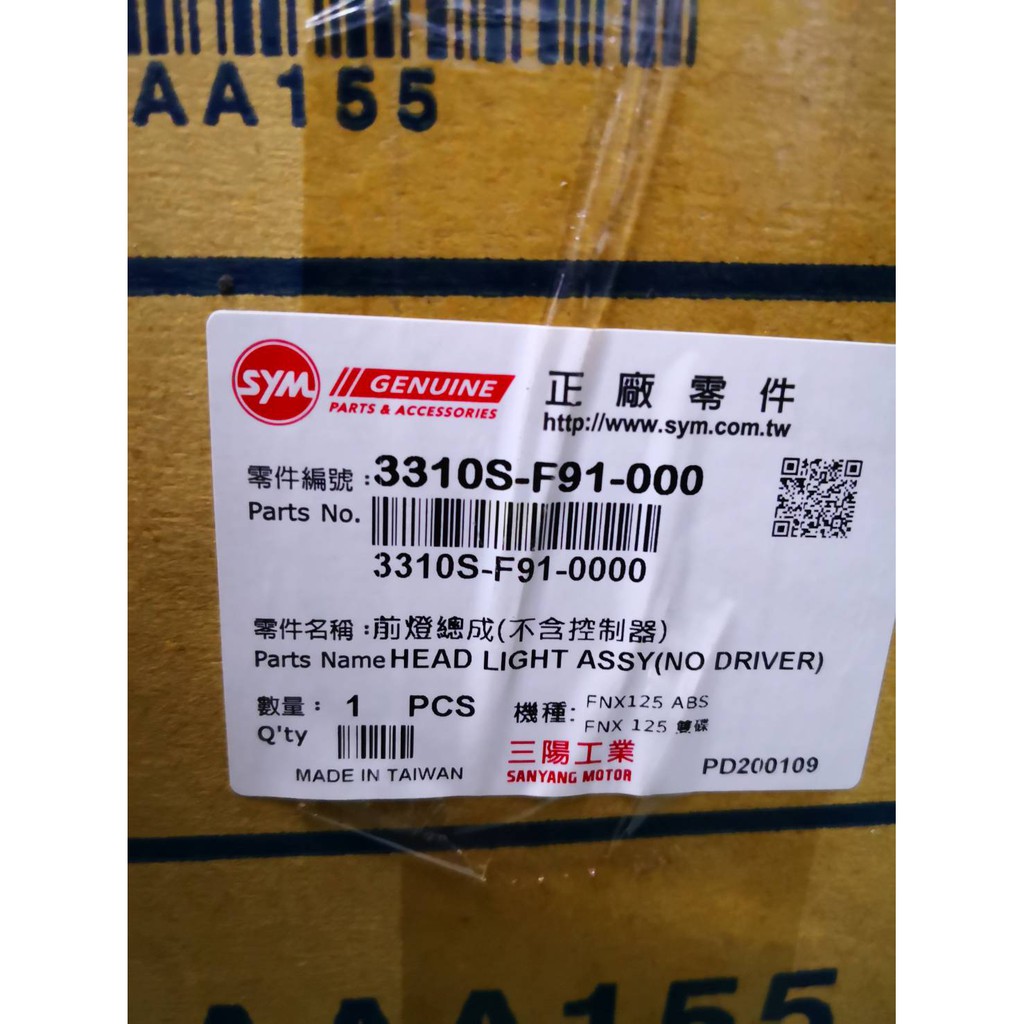 AA155
SYM GENUINE 正廠零件
PARTS & ACCESSORIES http://www.sym.com.tw
零件編號:3310S-F91-000
Parts No.
3310S-F91-0000
零件名稱:前燈總成(不含控制器)
Parts Name HEAD LIGHT ASSY(NO DRIVER)
數量: 1 PCS 機種: FNX125 ABS
Q'ty FNX 125 雙碟
三陽工業
MADE IN TAIWAN SANYANG MOTOR PD200109
AAA155